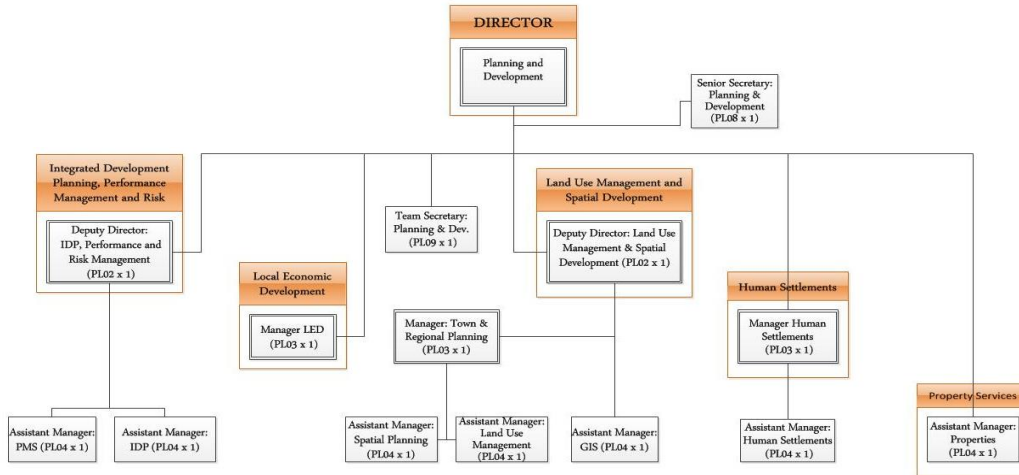 DIRECTOR
Planning and
Development
Senior Secretary:
Planning &
Development
(PL08 x 1)
Integrated Development
Planning, Performance
Management and Risk
Deputy Director:
IDP, Performance and
Risk Management
(PL02 x 1)
Local Economic
Development
Manager LED
(PL03 x 1)
Team Secretary:
Planning & Dev.
(PL09 x 1)
Land Use Management and
Spatial Dvelopment
Deputy Director: Land Use
Management & Spatial
Development (PL02 x 1)
Manager: Town &
Regional Planning
(PL03 x 1)
Human Settlements
Manager Human
Settlements
(PL03 x 1)
Property Services
Assistant Manager:
PMS (PL04 x 1)
Assistant Manager:
IDP (PL04 x 1)
Assistant Manager:
Spatial Planning
(PL04 x 1)
Assistant Manager:
Land Use
Management
(PL04 x 1)
Assistant Manager:
GIS (PL04 x 1)
Assistant Manager:
Human Settlements
(PL04 x 1)
Assistant Manager:
Properties
(PL04 x 1)